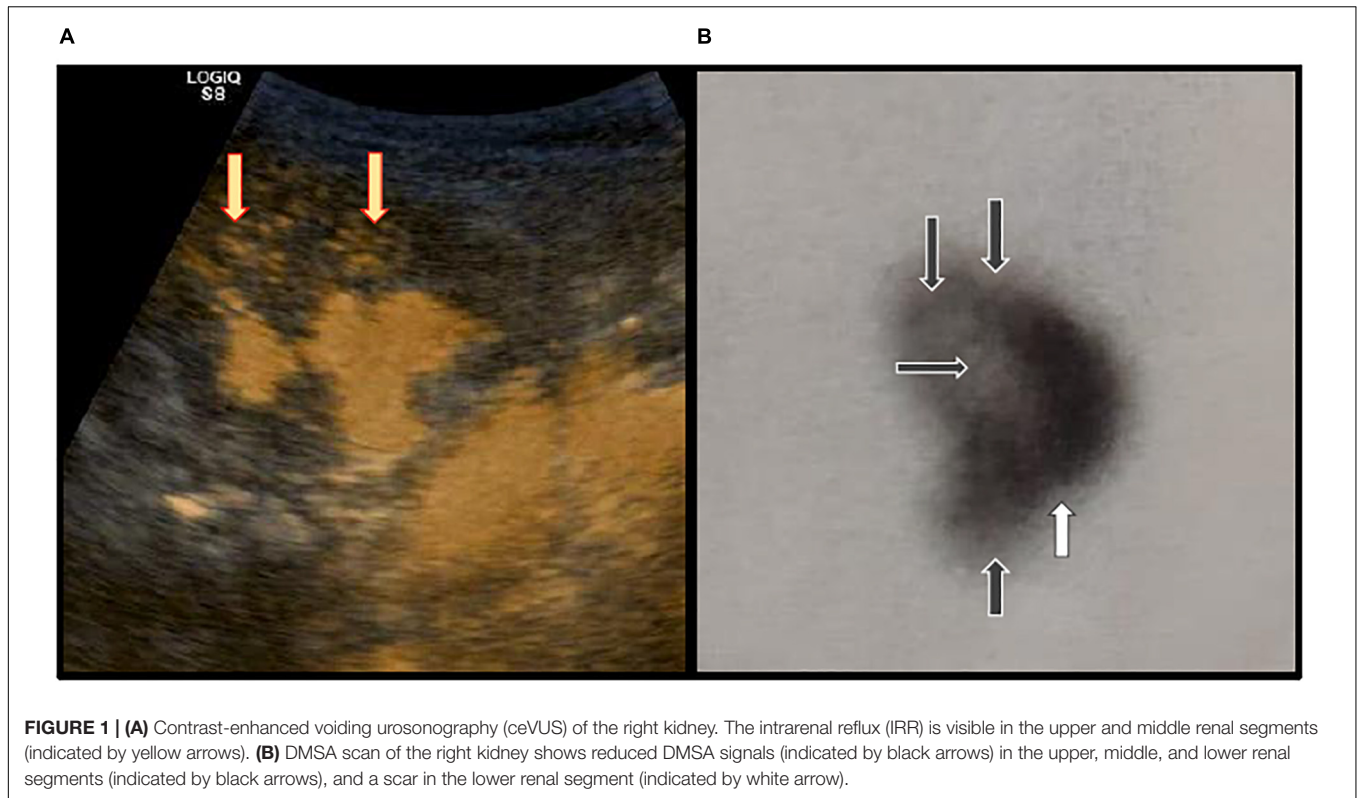 A
B
LOGIQ
S8
FIGURE 1 | (A) Contrast-enhanced voiding urosonography (ceVUS) of the right kidney. The intrarenal reflux (IRR) is visible in the upper and middle renal segments
(indicated by yellow arrows). (B) DMSA scan of the right kidney shows reduced DMSA signals (indicated by black arrows) in the upper, middle, and lower renal
segments (indicated by black arrows), and a scar in the lower renal segment (indicated by white arrow).